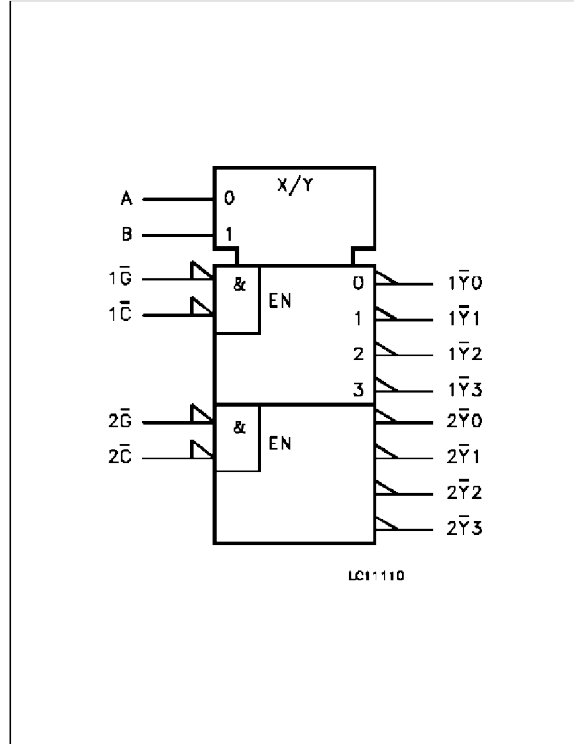 X/Y
A 0
B 1
1G̅ & EN 0 1Y̅0
1C̅ 1 1Y̅1
2 1Y̅2
3 1Y̅3
2G̅ & EN 2Y̅0
2C̅ 2Y̅1
2Y̅2
2Y̅3
LC11110